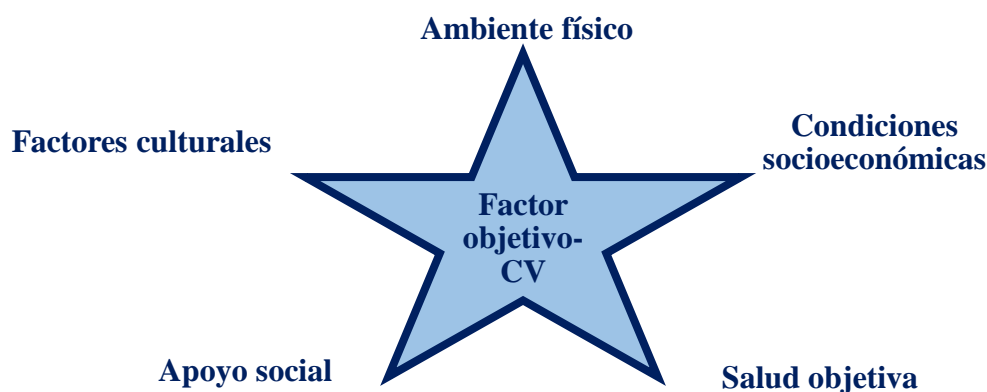 Ambiente físico
Factores culturales
Condiciones
socioeconómicas
Factor
objetivo-
CV
Apoyo social
Salud objetiva